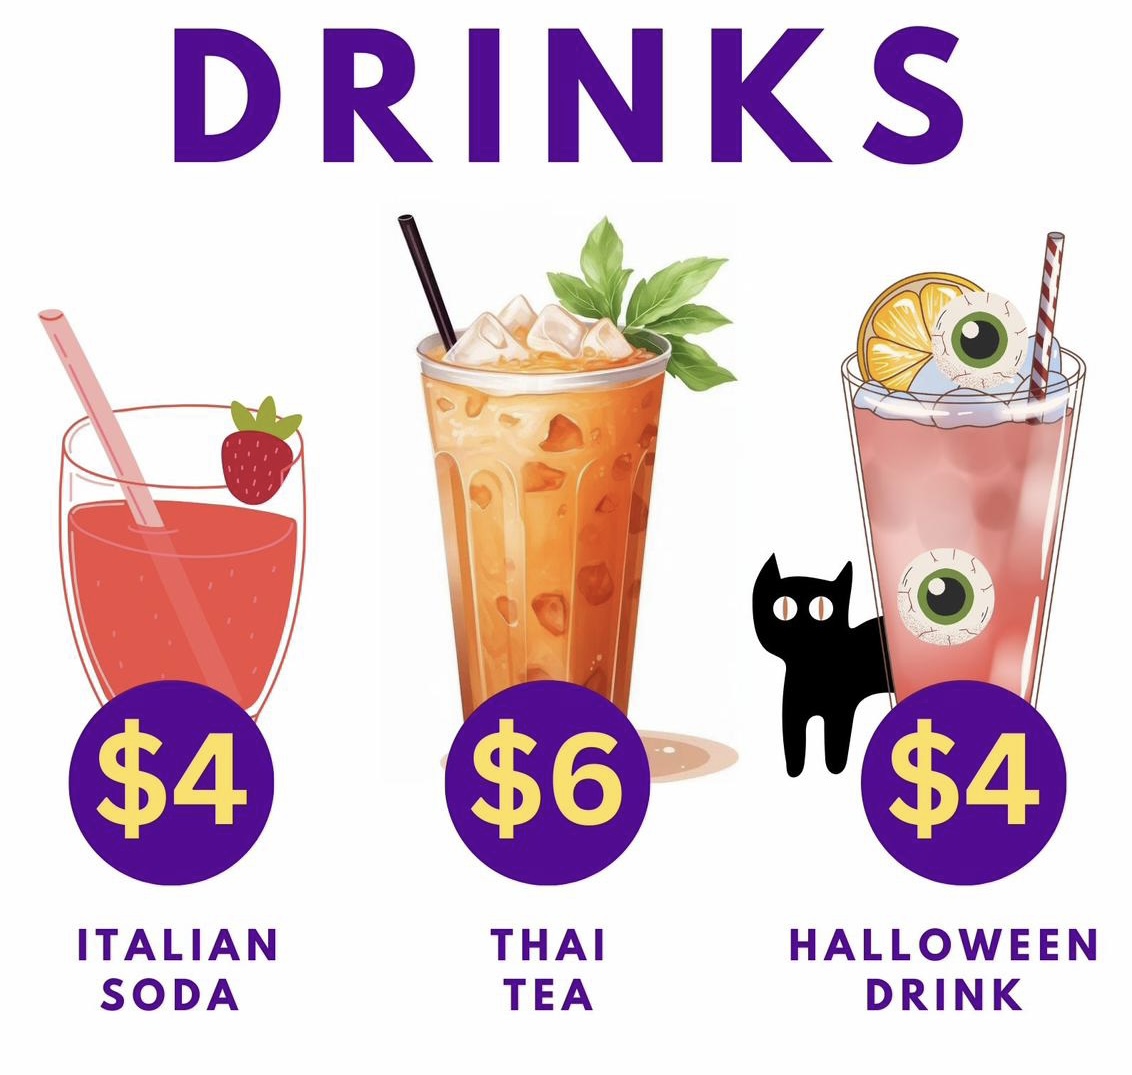 DRINKS
$4
$6
$4
ITALIAN
SODA
THAI
TEA
HALLOWEEN
DRINK